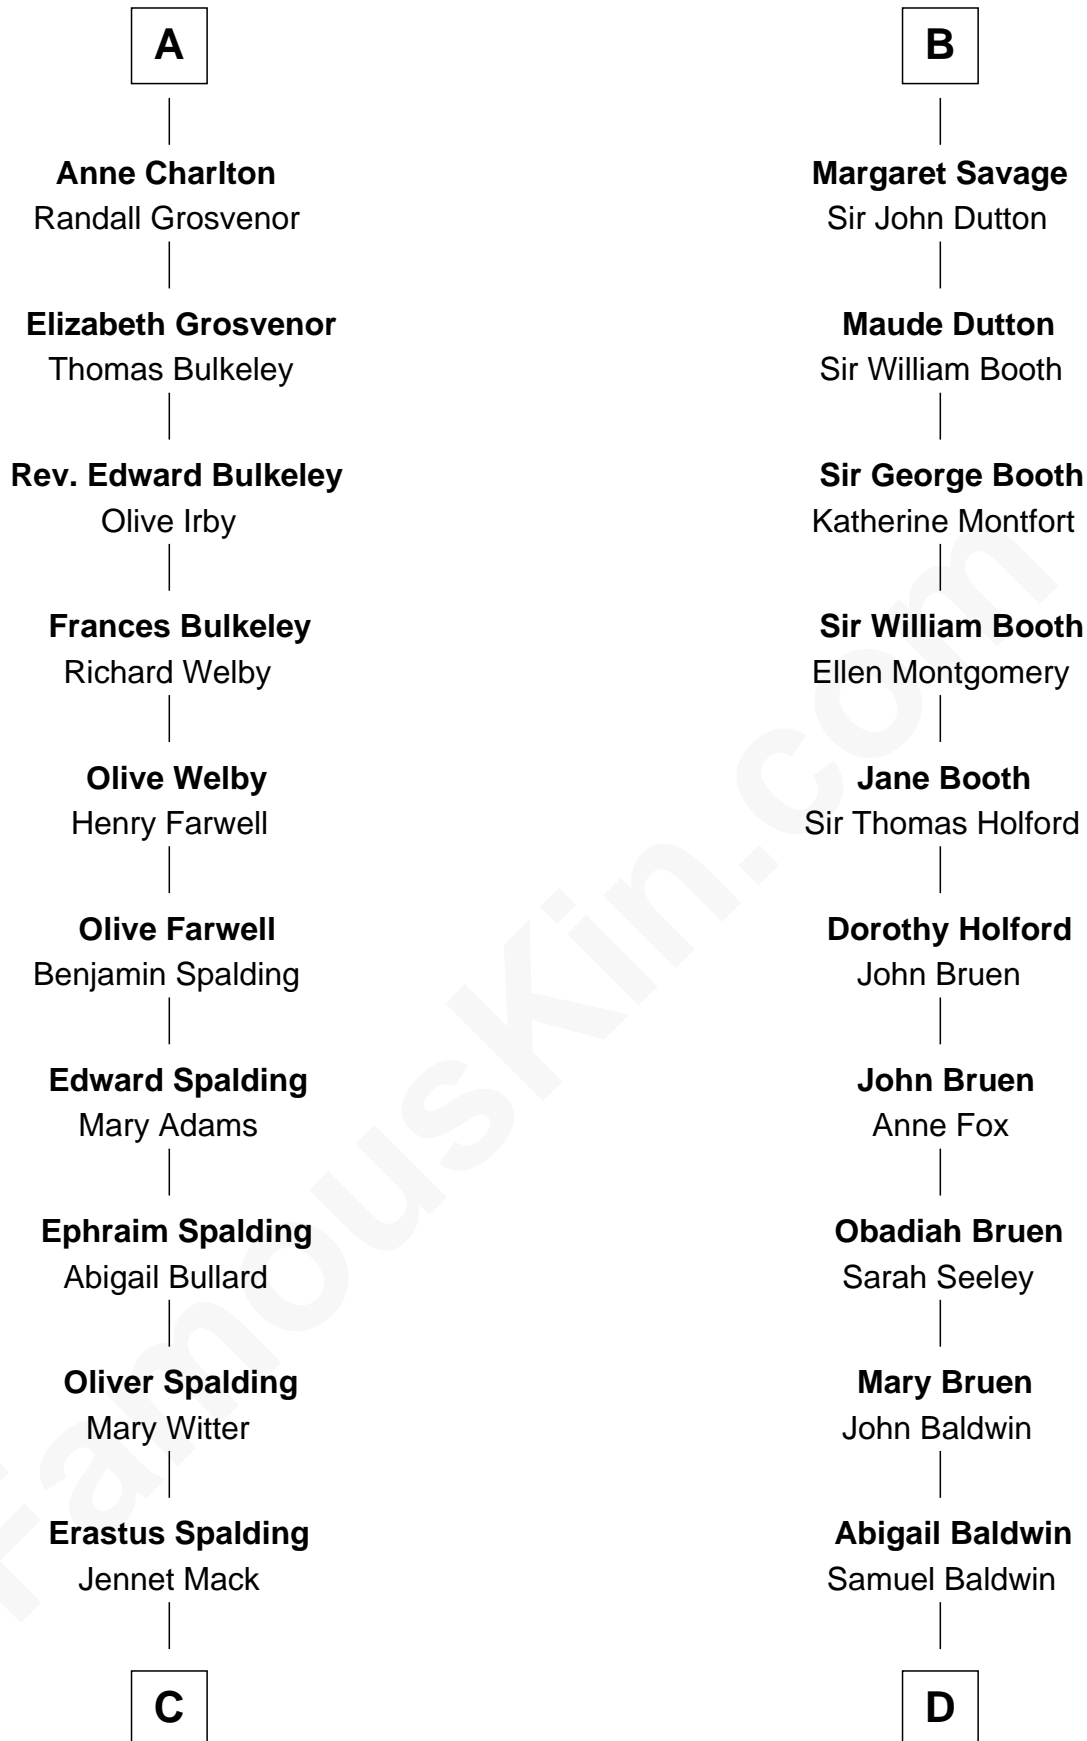 A
Anne Charlton
Randall Grosvenor
Elizabeth Grosvenor
Thomas Bulkeley
Rev. Edward Bulkeley
Olive Irby
Frances Bulkeley
Richard Welby
Olive Welby
Henry Farwell
Olive Farwell
Benjamin Spalding
Edward Spalding
Mary Adams
Ephraim Spalding
Abigail Bullard
Oliver Spalding
Mary Witter
Erastus Spalding
Jennet Mack
C
B
Margaret Savage
Sir John Dutton
Maude Dutton
Sir William Booth
Sir George Booth
Katherine Montfort
Sir William Booth
Ellen Montgomery
Jane Booth
Sir Thomas Holford
Dorothy Holford
John Bruen
John Bruen
Anne Fox
Obadiah Bruen
Sarah Seeley
Mary Bruen
John Baldwin
Abigail Baldwin
Samuel Baldwin
D
FamousKin.com